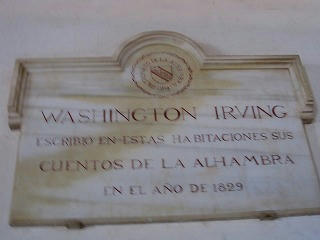 WASHINGTON IRVING
ESCRIBIO EN ESTAS HABITACIONES SUS
CUENTOS DE LA ALHAMBRA
EN EL AÑO DE 1829